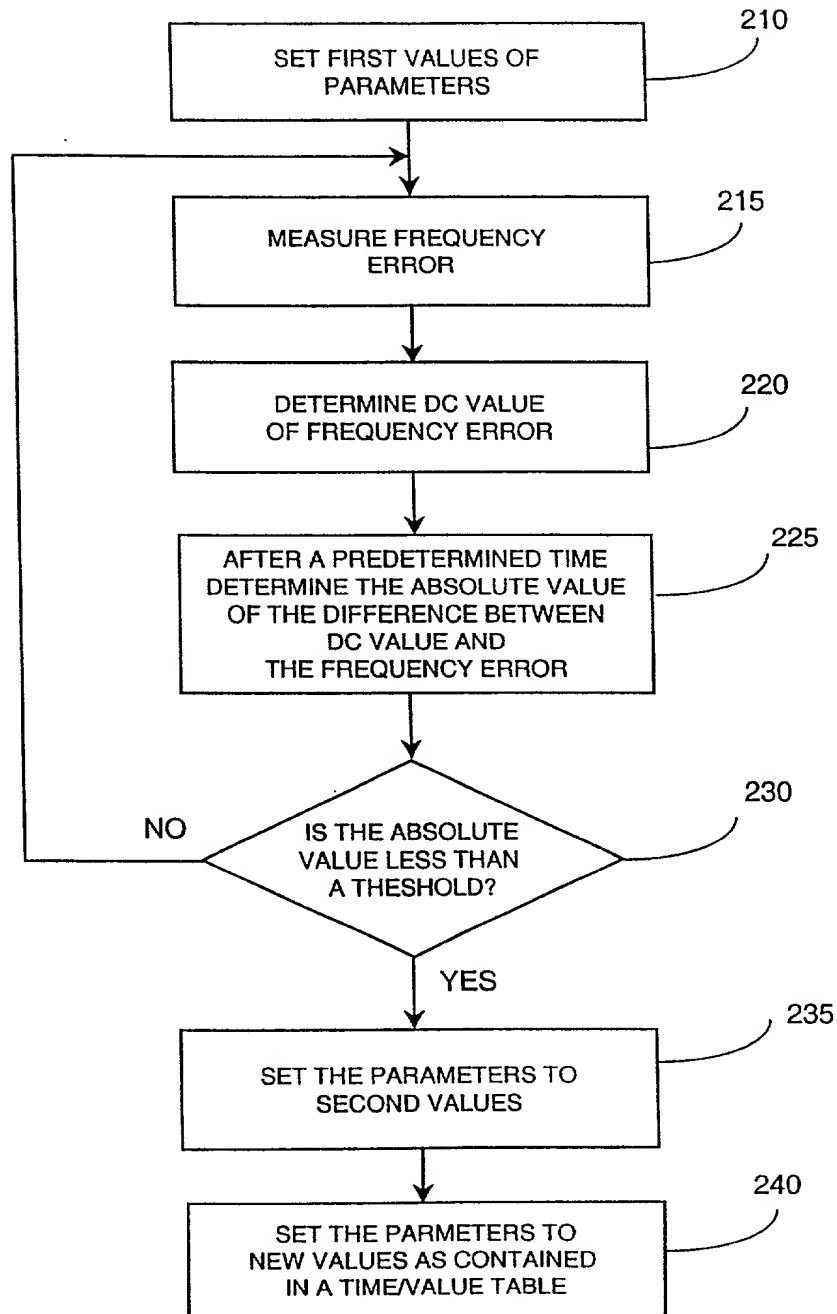 210
SET FIRST VALUES OF
PARAMETERS
215
MEASURE FREQUENCY
ERROR
220
DETERMINE DC VALUE
OF FREQUENCY ERROR
225
AFTER A PREDETERMINED TIME
DETERMINE THE ABSOLUTE VALUE
OF THE DIFFERENCE BETWEEN
DC VALUE AND
THE FREQUENCY ERROR
230
NO
IS THE ABSOLUTE
VALUE LESS THAN
A THESHOLD?
YES
235
SET THE PARAMETERS TO
SECOND VALUES
240
SET THE PARMETERS TO
NEW VALUES AS CONTAINED
IN A TIME/VALUE TABLE